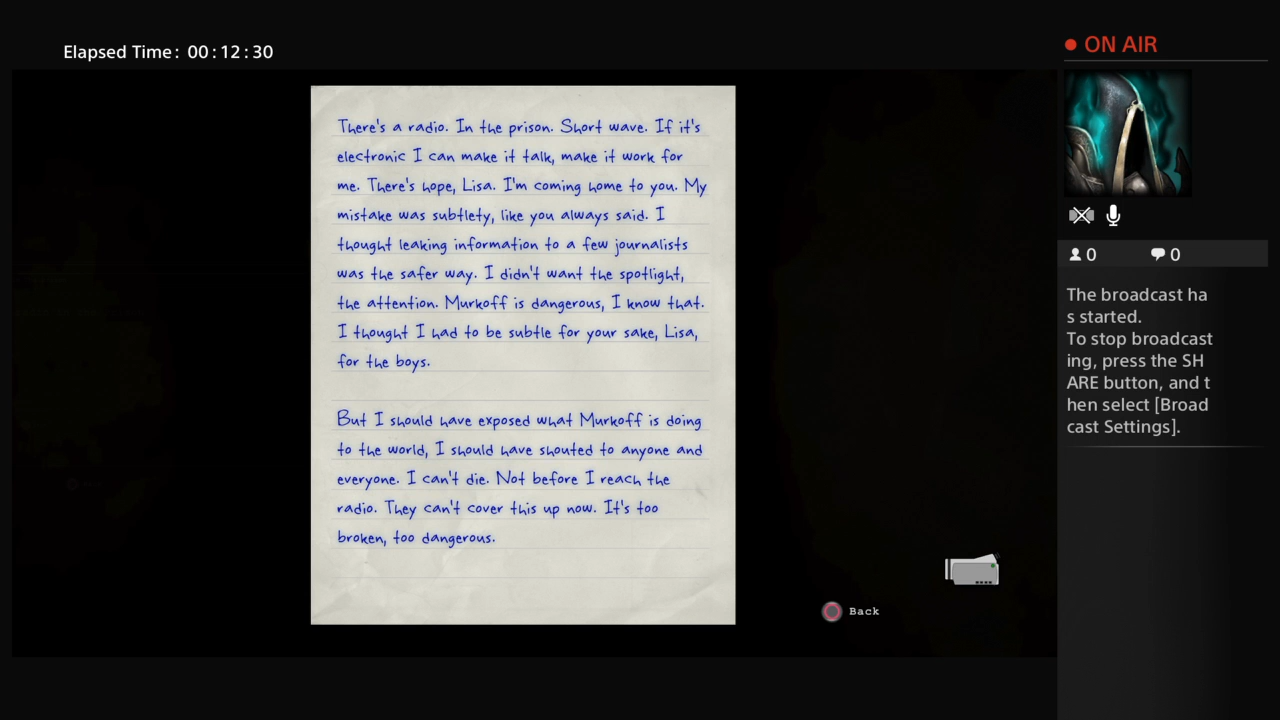 Elapsed Time: 00:12:30
There's a radio. In the prison. Short wave. If it's
electronic I can make it talk, make it work for
me. There's hope, Lisa. I'm coming home to you. My
mistake was subtlety, like you always said. I
thought leaking information to a few journalists
was the safer way. I didn't want the spotlight,
the attention. Murkoff is dangerous, I know that.
I thought I had to be subtle for your sake, Lisa,
for the boys.
But I should have exposed what Murkoff is doing
to the world, I should have shouted to anyone and
everyone. I can't die. Not before I reach the
radio. They can't cover this up now. It's too
broken, too dangerous.
Back
ON AIR
0
0
The broadcast ha
s started.
To stop broadcast
ing, press the SH
ARE button, and t
hen select [Broad
cast Settings].